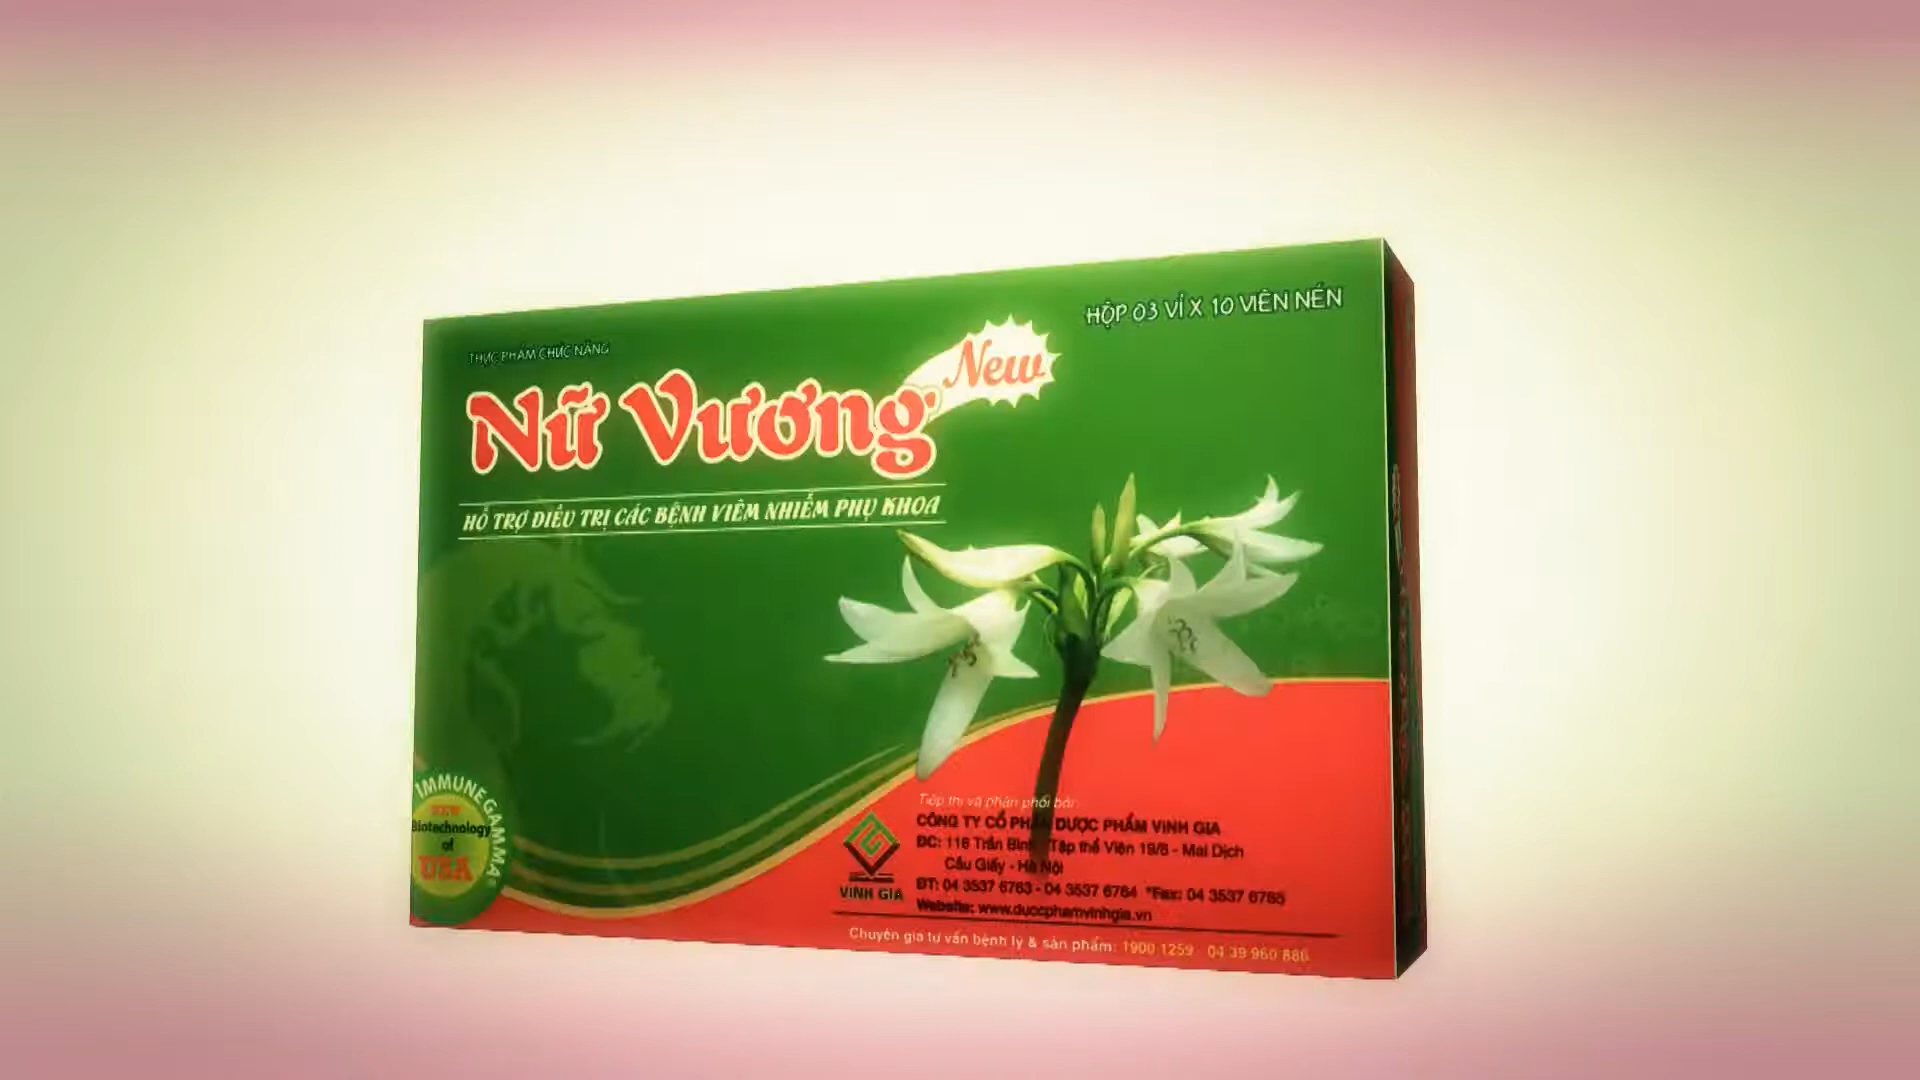 THỰC PHẨM CHỨC NĂNG
HỘP 03 VỈ X 10 VIÊN NÉN
Nữ Vương New
HỖ TRỢ ĐIỀU TRỊ CÁC BỆNH VIÊM NHIỄM PHỤ KHOA
IMMUNEGAMMA®
NEW
Biotechnology
of
USA
VINH GIA
Tiếp thị và phân phối bởi:
CÔNG TY CỔ PHẦN DƯỢC PHẨM VINH GIA
ĐC: 116 Trần Bình Tập thể Viện 19/8 - Mai Dịch
Cầu Giấy - Hà Nội
ĐT: 04 3537 6763 - 04 3537 6764 *Fax: 04 3537 6765
Website: www.duocphamvinhgia.vn
Chuyên gia tư vấn bệnh lý & sản phẩm: 1900 1259 - 04 39 960 886